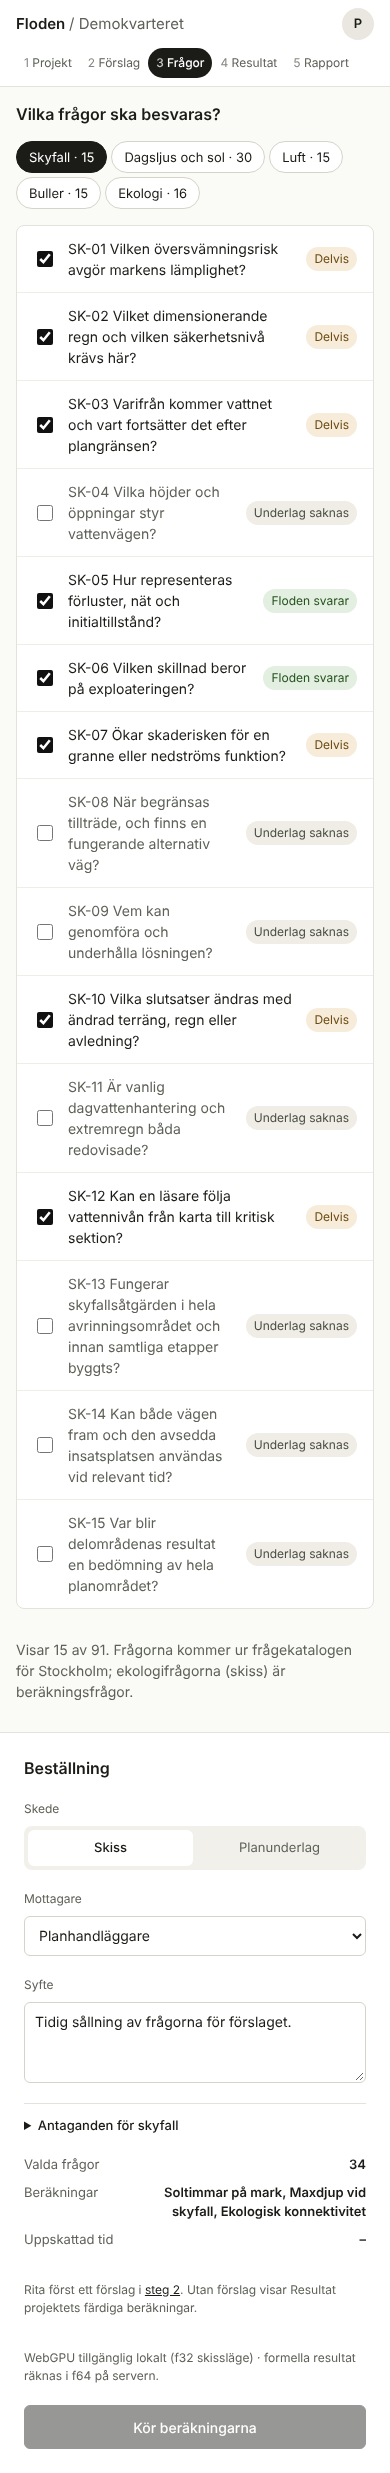 Floden / Demokvarteret
P
1 Projekt 2 Förslag 3 Frågor 4 Resultat 5 Rapport
Vilka frågor ska besvaras?
Skyfall · 15 Dagsljus och sol · 30 Luft · 15
Buller · 15 Ekologi · 16
SK-01 Vilken översvämningsrisk
avgör markens lämplighet?
Delvis
SK-02 Vilket dimensionerande
regn och vilken säkerhetsnivå
krävs här?
Delvis
SK-03 Varifrån kommer vattnet
och vart fortsätter det efter
plangränsen?
Delvis
SK-04 Vilka höjder och
öppningar styr
vattenvägen?
Underlag saknas
SK-05 Hur representeras
förluster, nät och
initialtillstånd?
Floden svarar
SK-06 Vilken skillnad beror
på exploateringen?
Floden svarar
SK-07 Ökar skaderisken för en
granne eller nedströms funktion?
Delvis
SK-08 När begränsas
tillträde, och finns en
fungerande alternativ
väg?
Underlag saknas
SK-09 Vem kan
genomföra och
underhålla lösningen?
Underlag saknas
SK-10 Vilka slutsatser ändras med
ändrad terräng, regn eller
avledning?
Delvis
SK-11 Är vanlig
dagvattenhantering och
extremregn båda
redovisade?
Underlag saknas
SK-12 Kan en läsare följa
vattennivån från karta till kritisk
sektion?
Delvis
SK-13 Fungerar
skyfallsåtgärden i hela
avrinningsområdet och
innan samtliga etapper
byggts?
Underlag saknas
SK-14 Kan både vägen
fram och den avsedda
insatsplatsen användas
vid relevant tid?
Underlag saknas
SK-15 Var blir
delområdenas resultat
en bedömning av hela
planområdet?
Underlag saknas
Visar 15 av 91. Frågorna kommer ur frågekatalogen
för Stockholm; ekologifrågorna (skiss) är
beräkningsfrågor.
Beställning
Skede
Skiss Planunderlag
Mottagare
Planhandläggare
Syfte
Tidig sållning av frågorna för förslaget.
Antaganden för skyfall
Valda frågor 34
Beräkningar Soltimmar på mark, Maxdjup vid
skyfall, Ekologisk konnektivitet
Uppskattad tid –
Rita först ett förslag i steg 2. Utan förslag visar Resultat
projektets färdiga beräkningar.
WebGPU tillgänglig lokalt (f32 skissläge) · formella resultat
räknas i f64 på servern.
Kör beräkningarna